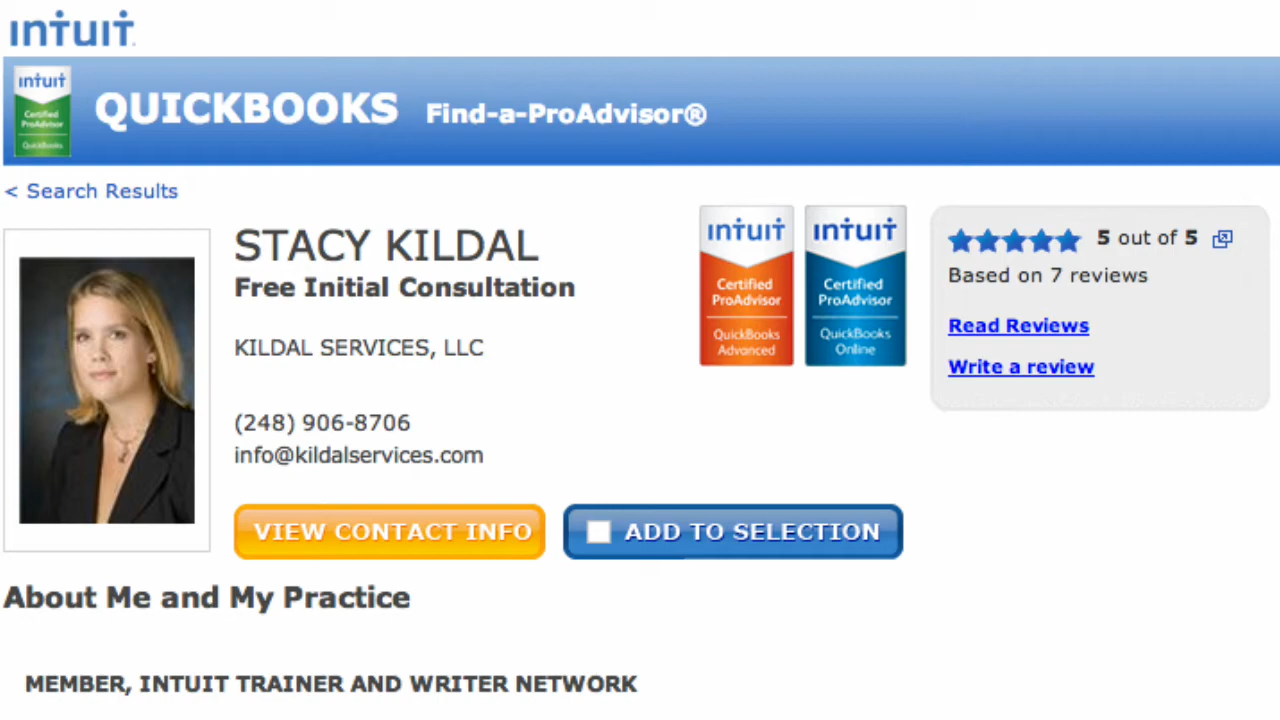 intuit
intuit
Certified
ProAdvisor
QuickBooks
QUICKBOOKS Find-a-ProAdvisor®
< Search Results
STACY KILDAL
Free Initial Consultation
KILDAL SERVICES, LLC
(248) 906-8706
info@kildalservices.com
intuit
Certified
ProAdvisor
QuickBooks
Advanced
intuit
Certified
ProAdvisor
QuickBooks
Online
5 out of 5
Based on 7 reviews
Read Reviews
Write a review
VIEW CONTACT INFO
ADD TO SELECTION
About Me and My Practice
MEMBER, INTUIT TRAINER AND WRITER NETWORK